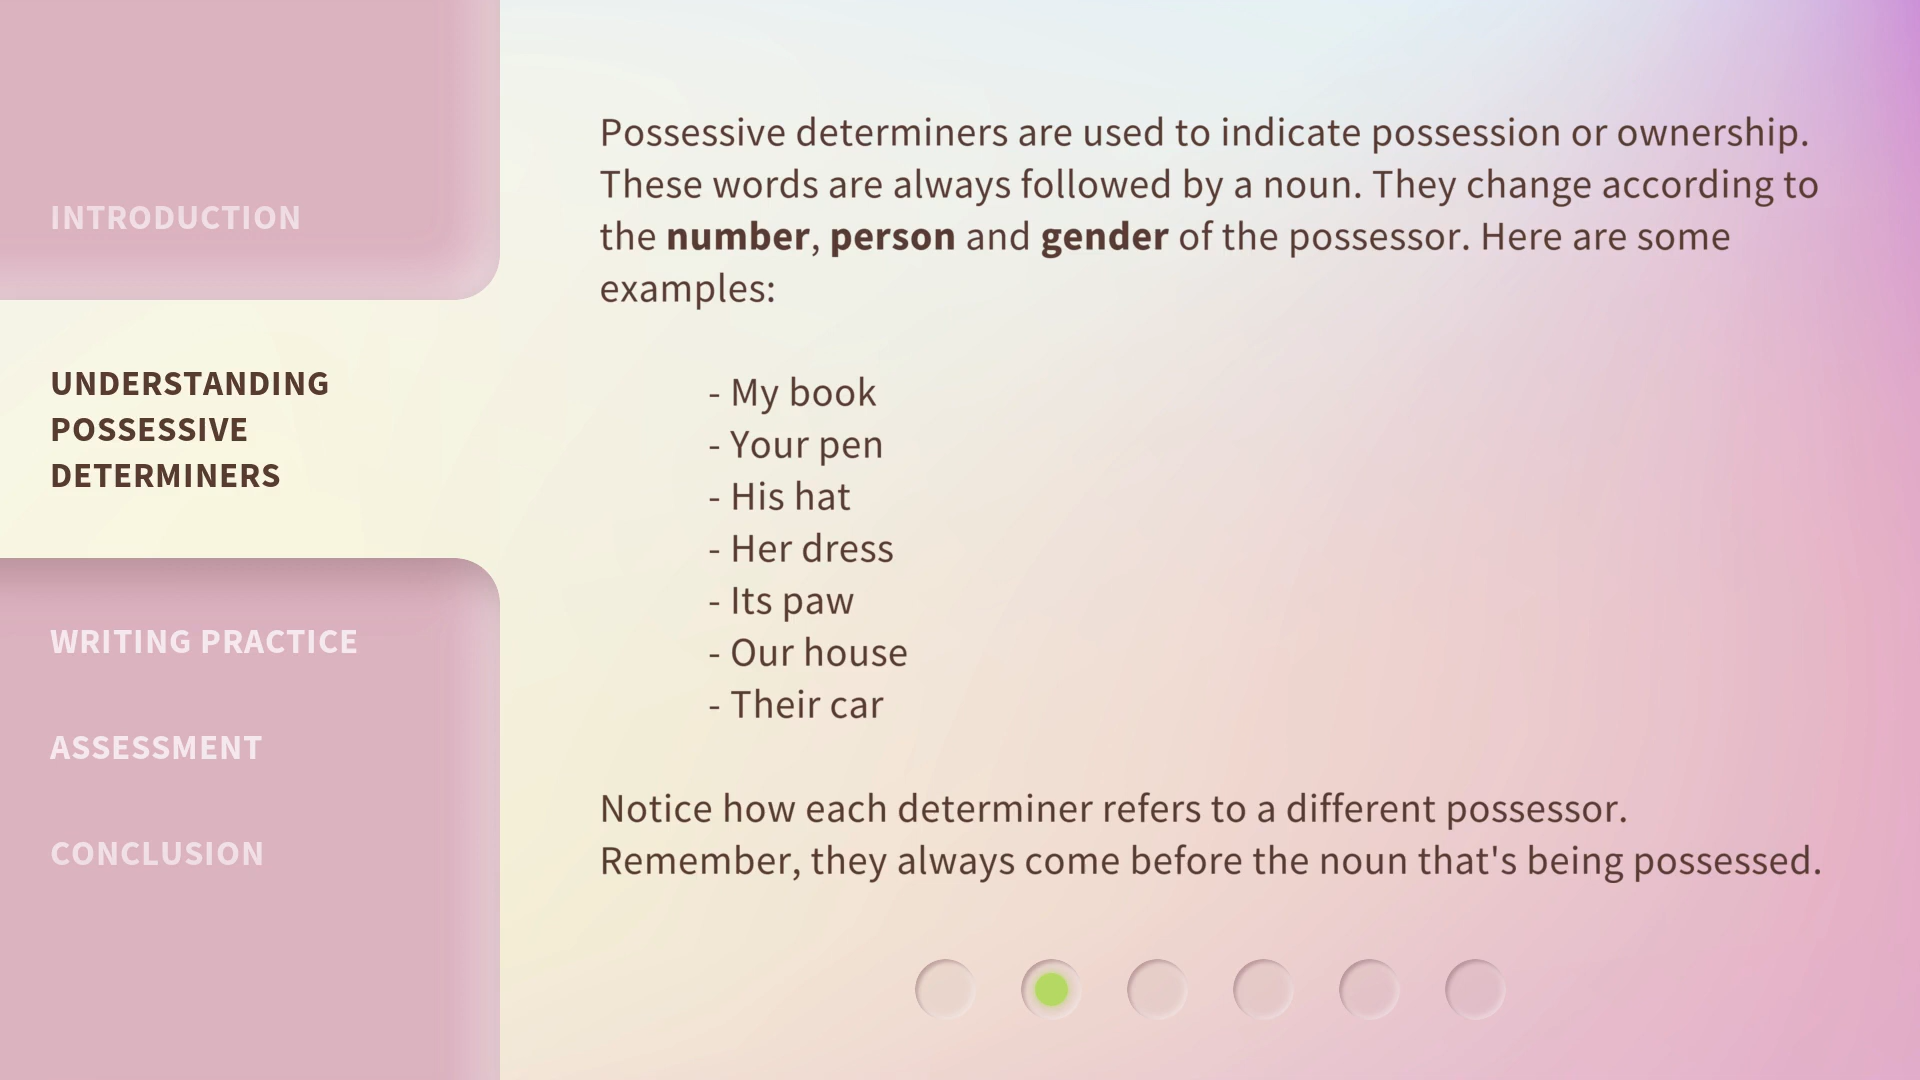 INTRODUCTION
UNDERSTANDING
POSSESSIVE
DETERMINERS
WRITING PRACTICE
ASSESSMENT
CONCLUSION
Possessive determiners are used to indicate possession or ownership.
These words are always followed by a noun. They change according to
the number, person and gender of the possessor. Here are some
examples:
- My book
- Your pen
- His hat
- Her dress
- Its paw
- Our house
- Their car
Notice how each determiner refers to a different possessor.
Remember, they always come before the noun that's being possessed.